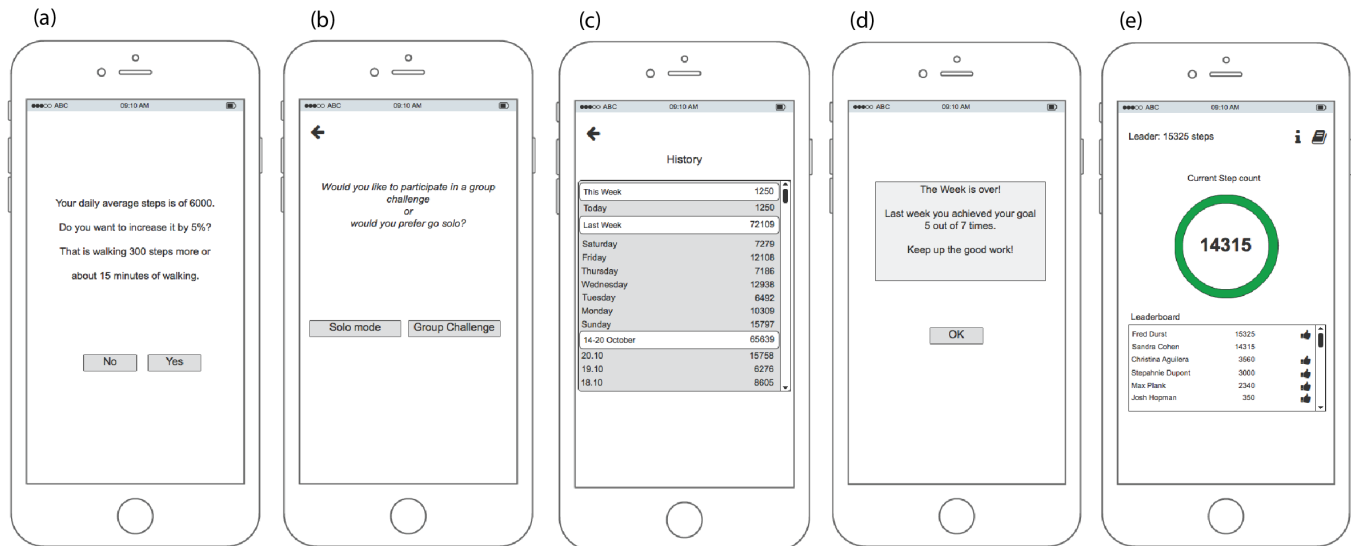 (a)
ABC 09:10 AM
Your daily average steps is of 6000.
Do you want to increase it by 5%?
That is walking 300 steps more or
about 15 minutes of walking.
No Yes
(b)
ABC 09:10 AM
Would you like to participate in a group
challenge
or
would you prefer go solo?
Solo mode Group Challenge
(c)
ABC 09:10 AM
History
This Week 1250
Today 1250
Last Week 72109
Saturday 7279
Friday 12108
Thursday 7186
Wednesday 12938
Tuesday 6492
Monday 10309
Sunday 15797
14-20 October 65639
20.10 15758
19.10 6276
18.10 8605
(d)
ABC 09:10 AM
The Week is over!
Last week you achieved your goal
5 out of 7 times.
Keep up the good work!
OK
(e)
ABC 09:10 AM
Leader: 15325 steps i
Current Step count
14315
Leaderboard
Fred Durst 15325
Sandra Cohen 14315
Christina Aguilera 3560
Stepahnie Dupont 3000
Max Plank 2340
Josh Hopman 350